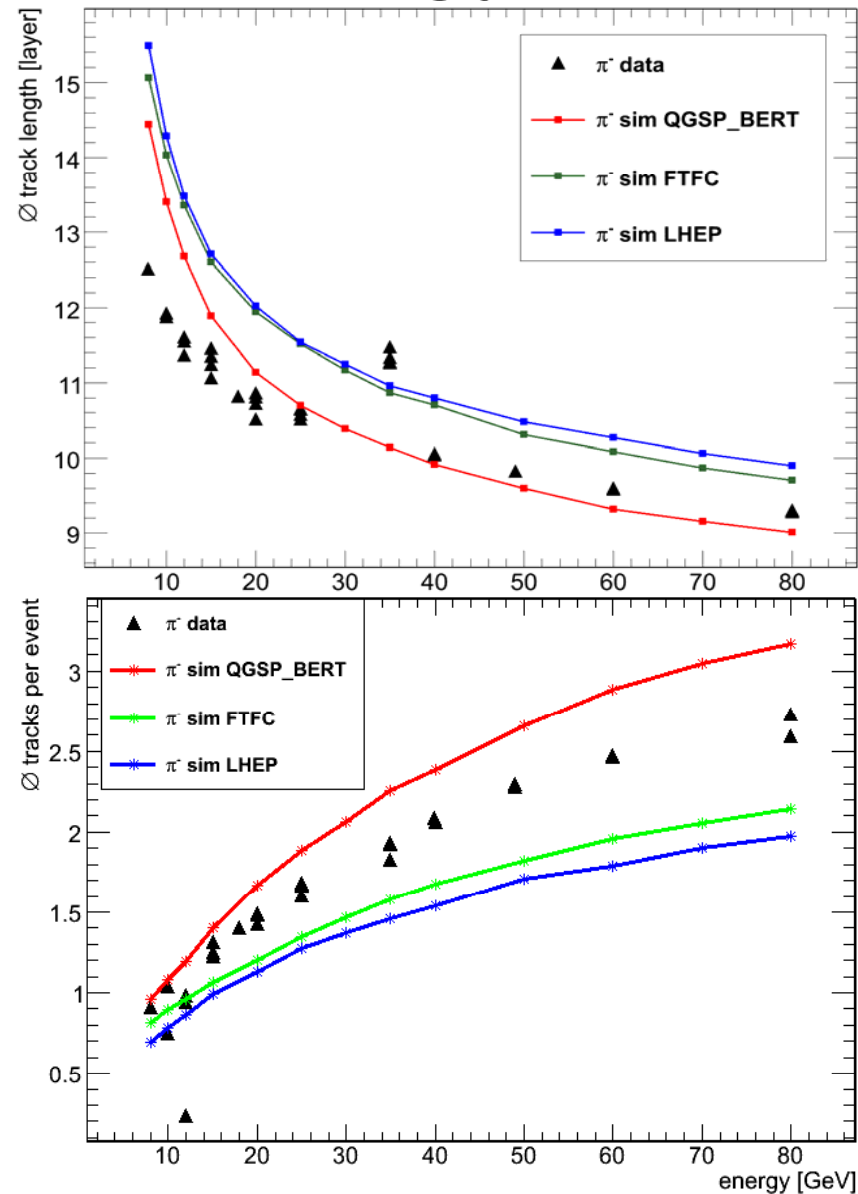 Ø track length [layer]
15
14
13
12
11
10
9
π⁻ data
π⁻ sim QGSP_BERT
π⁻ sim FTFC
π⁻ sim LHEP
10 20 30 40 50 60 70 80
Ø tracks per event
3
2.5
2
1.5
1
0.5
π⁻ data
π⁻ sim QGSP_BERT
π⁻ sim FTFC
π⁻ sim LHEP
10 20 30 40 50 60 70 80
energy [GeV]